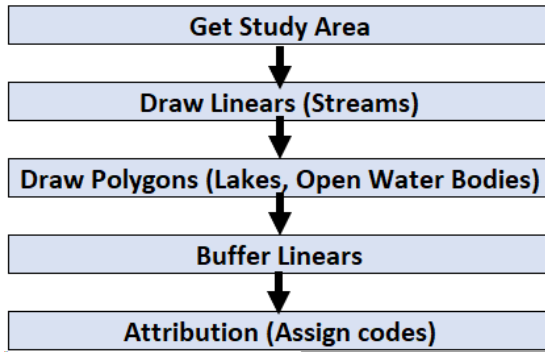 Get Study Area
Draw Linears (Streams)
Draw Polygons (Lakes, Open Water Bodies)
Buffer Linears
Attribution (Assign codes)